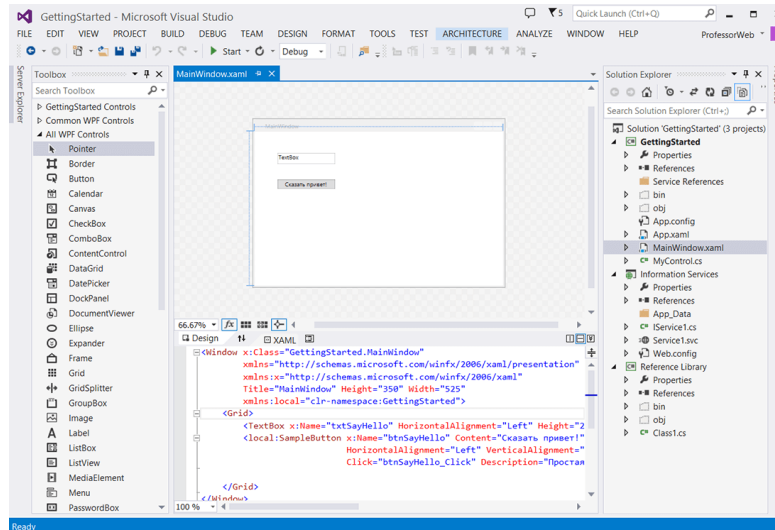 GettingStarted - Microsoft Visual Studio
5
Quick Launch (Ctrl+Q)
FILE EDIT VIEW PROJECT BUILD DEBUG TEAM DESIGN FORMAT TOOLS TEST ARCHITECTURE ANALYZE WINDOW HELP ProfessorWeb
Start Debug
Server Explorer
Toolbox
Search Toolbox
GettingStarted Controls
Common WPF Controls
All WPF Controls
Pointer
Border
Button
Calendar
Canvas
CheckBox
ComboBox
ContentControl
DataGrid
DatePicker
DockPanel
DocumentViewer
Ellipse
Expander
Frame
Grid
GridSplitter
GroupBox
Image
Label
ListBox
ListView
MediaElement
Menu
PasswordBox
MainWindow.xaml
MainWindow
TextBox
Сказать привет!
66.67% fx
Design XAML
<Window x:Class="GettingStarted.MainWindow"
xmlns="http://schemas.microsoft.com/winfx/2006/xaml/presentation"
xmlns:x="http://schemas.microsoft.com/winfx/2006/xaml"
Title="MainWindow" Height="350" Width="525"
xmlns:local="clr-namespace:GettingStarted">
<Grid>
<TextBox x:Name="txtSayHello" HorizontalAlignment="Left" Height="2
<local:SampleButton x:Name="btnSayHello" Content="Сказать привет!"
HorizontalAlignment="Left" VerticalAlignment="
Click="btnSayHello_Click" Description="Простая
</Grid>
</Window>
100 %
Solution Explorer
Search Solution Explorer (Ctrl+;)
Solution 'GettingStarted' (3 projects)
GettingStarted
Properties
References
Service References
bin
obj
App.config
App.xaml
MainWindow.xaml
MyControl.cs
Information Services
Properties
References
App_Data
IService1.cs
Service1.svc
Web.config
Reference Library
Properties
References
bin
obj
Class1.cs
Ready